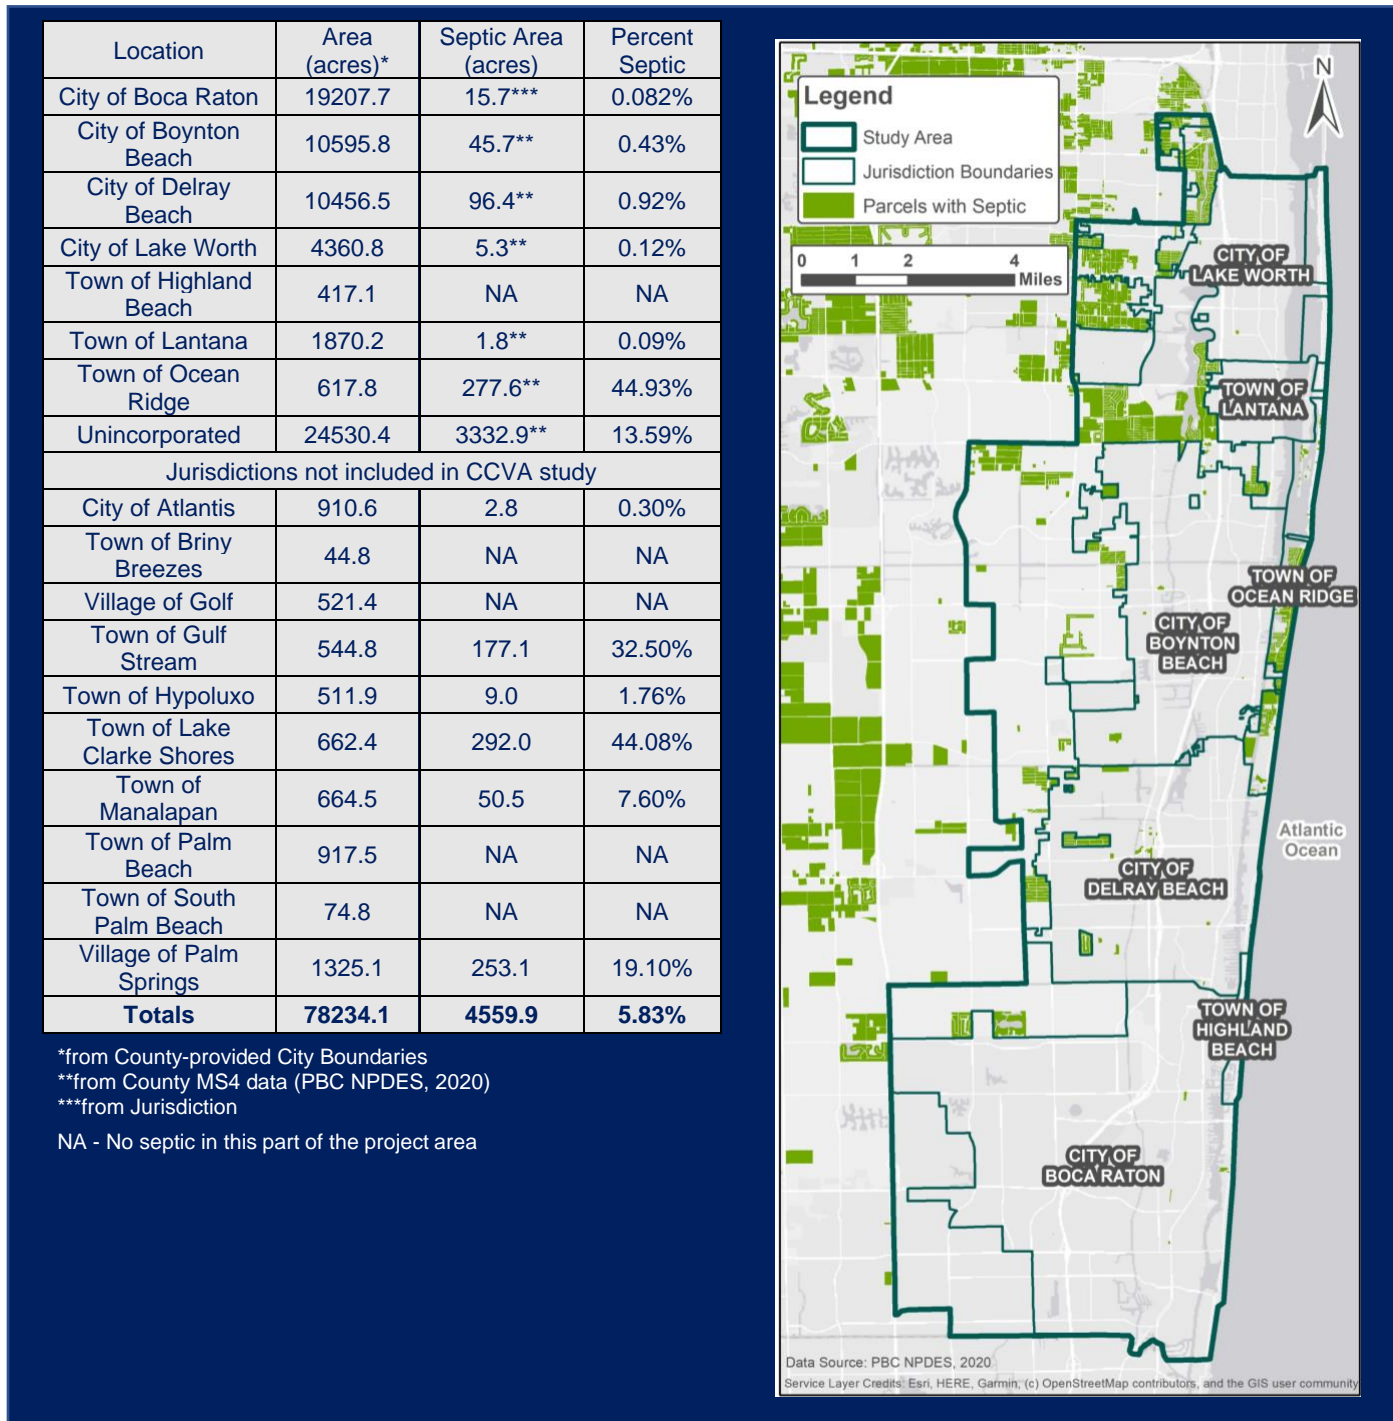 Location Area (acres)* Septic Area (acres) Percent Septic
City of Boca Raton 19207.7 15.7*** 0.082%
City of Boynton Beach 10595.8 45.7** 0.43%
City of Delray Beach 10456.5 96.4** 0.92%
City of Lake Worth 4360.8 5.3** 0.12%
Town of Highland Beach 417.1 NA NA
Town of Lantana 1870.2 1.8** 0.09%
Town of Ocean Ridge 617.8 277.6** 44.93%
Unincorporated 24530.4 3332.9** 13.59%
Jurisdictions not included in CCVA study
City of Atlantis 910.6 2.8 0.30%
Town of Briny Breezes 44.8 NA NA
Village of Golf 521.4 NA NA
Town of Gulf Stream 544.8 177.1 32.50%
Town of Hypoluxo 511.9 9.0 1.76%
Town of Lake Clarke Shores 662.4 292.0 44.08%
Town of Manalapan 664.5 50.5 7.60%
Town of Palm Beach 917.5 NA NA
Town of South Palm Beach 74.8 NA NA
Village of Palm Springs 1325.1 253.1 19.10%
Totals 78234.1 4559.9 5.83%
*from County-provided City Boundaries
**from County MS4 data (PBC NPDES, 2020)
***from Jurisdiction
NA - No septic in this part of the project area
Legend
Study Area
Jurisdiction Boundaries
Parcels with Septic
0 1 2 4
Miles
N
CITY OF
LAKE WORTH
TOWN OF
LANTANA
TOWN OF
OCEAN RIDGE
CITY OF
BOYNTON
BEACH
Atlantic
Ocean
CITY OF
DELRAY BEACH
TOWN OF
HIGHLAND
BEACH
CITY OF
BOCA RATON
Data Source: PBC NPDES, 2020
Service Layer Credits: Esri, HERE, Garmin, (c) OpenStreetMap contributors, and the GIS user community